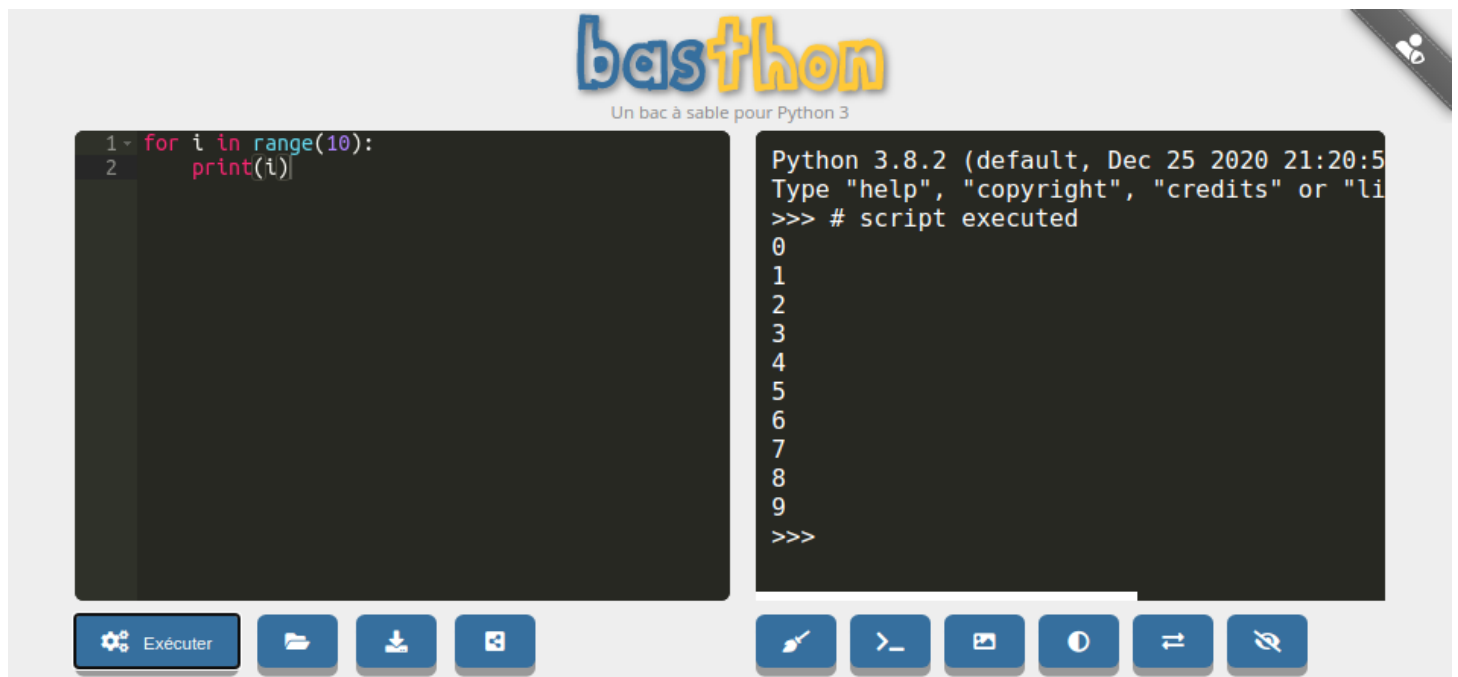 basthon
Un bac à sable pour Python 3
1 for i in range(10):
2 print(i)
Python 3.8.2 (default, Dec 25 2020 21:20:5
Type "help", "copyright", "credits" or "li
>>> # script executed
0
1
2
3
4
5
6
7
8
9
>>>
Exécuter